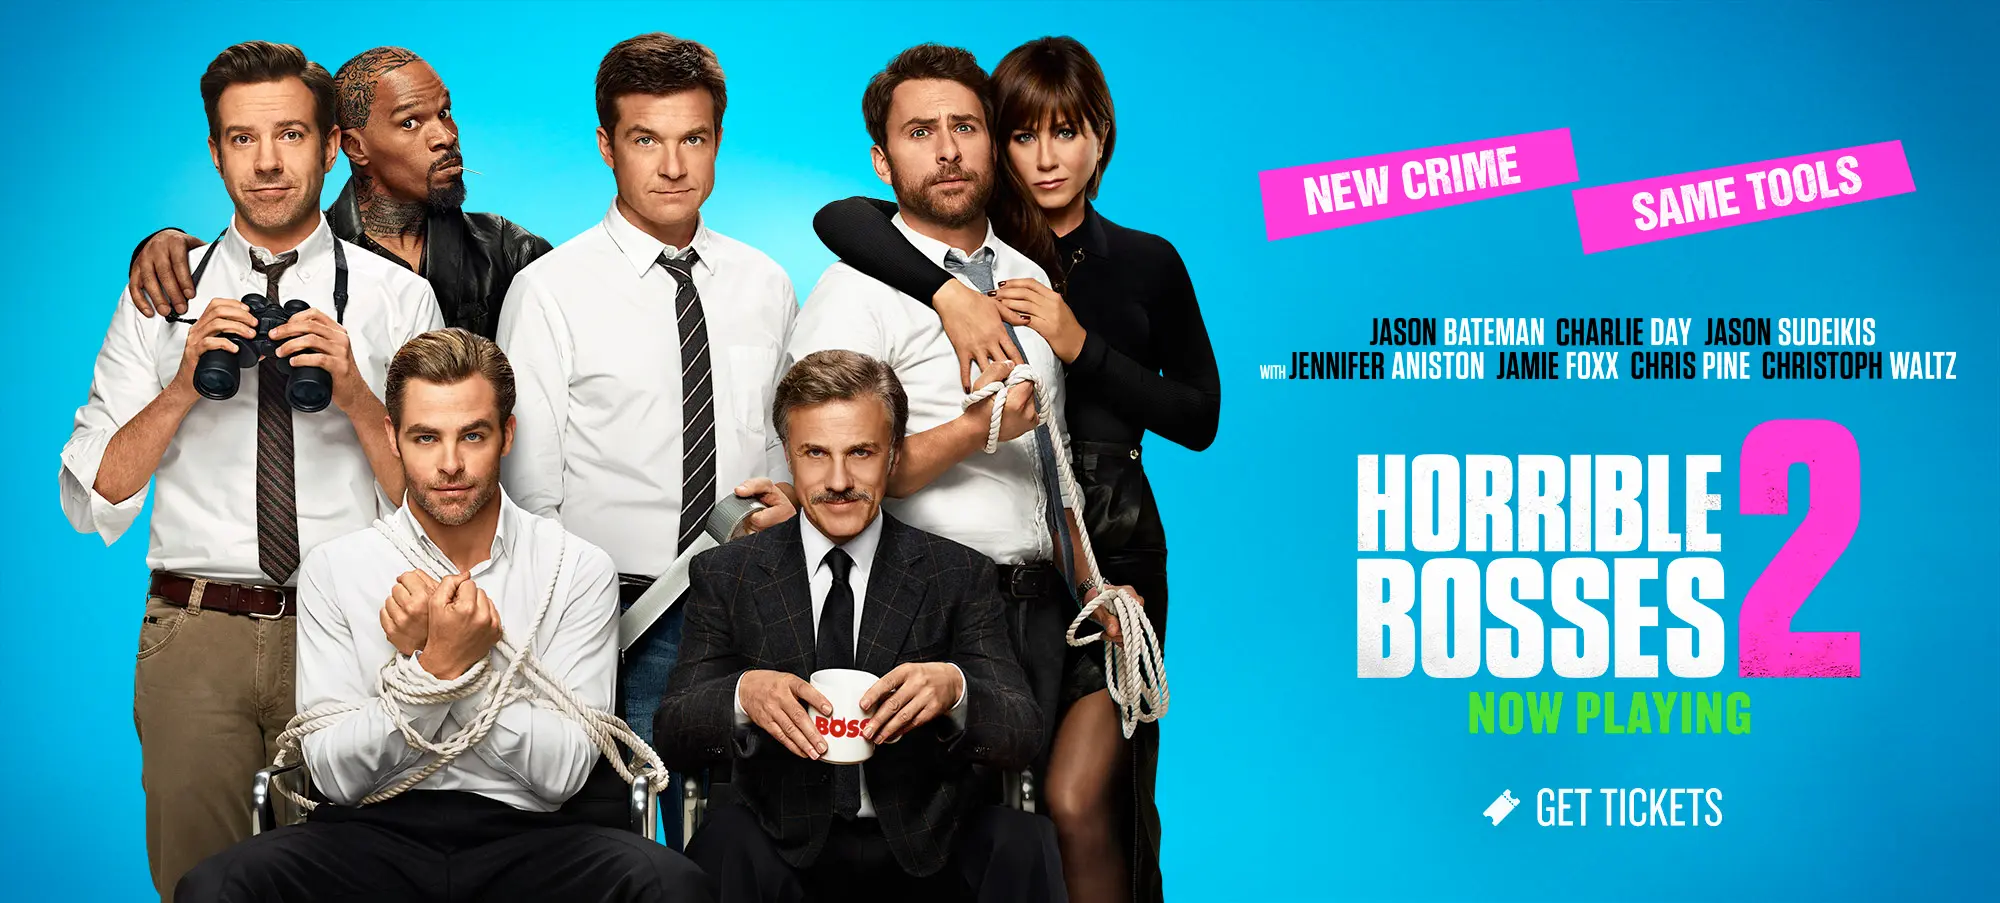 NEW CRIME
SAME TOOLS
JASON BATEMAN CHARLIE DAY JASON SUDEIKIS
WITH JENNIFER ANISTON JAMIE FOXX CHRIS PINE CHRISTOPH WALTZ
HORRIBLE
BOSSES 2
NOW PLAYING
GET TICKETS
BOSS